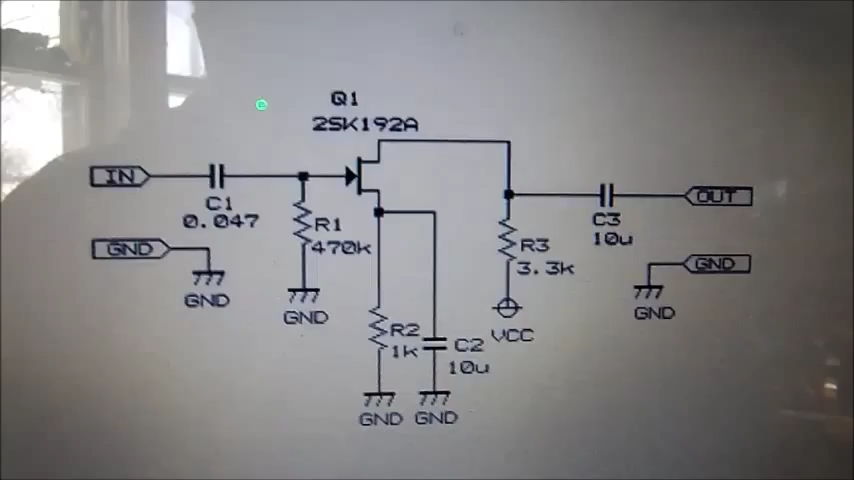 Q1
2SK192A
IN
C1
0.047
R1
470k
GND
GND
GND
R2
1k
C2
10u
GND
GND
R3
3.3k
VCC
C3
10u
OUT
GND
GND